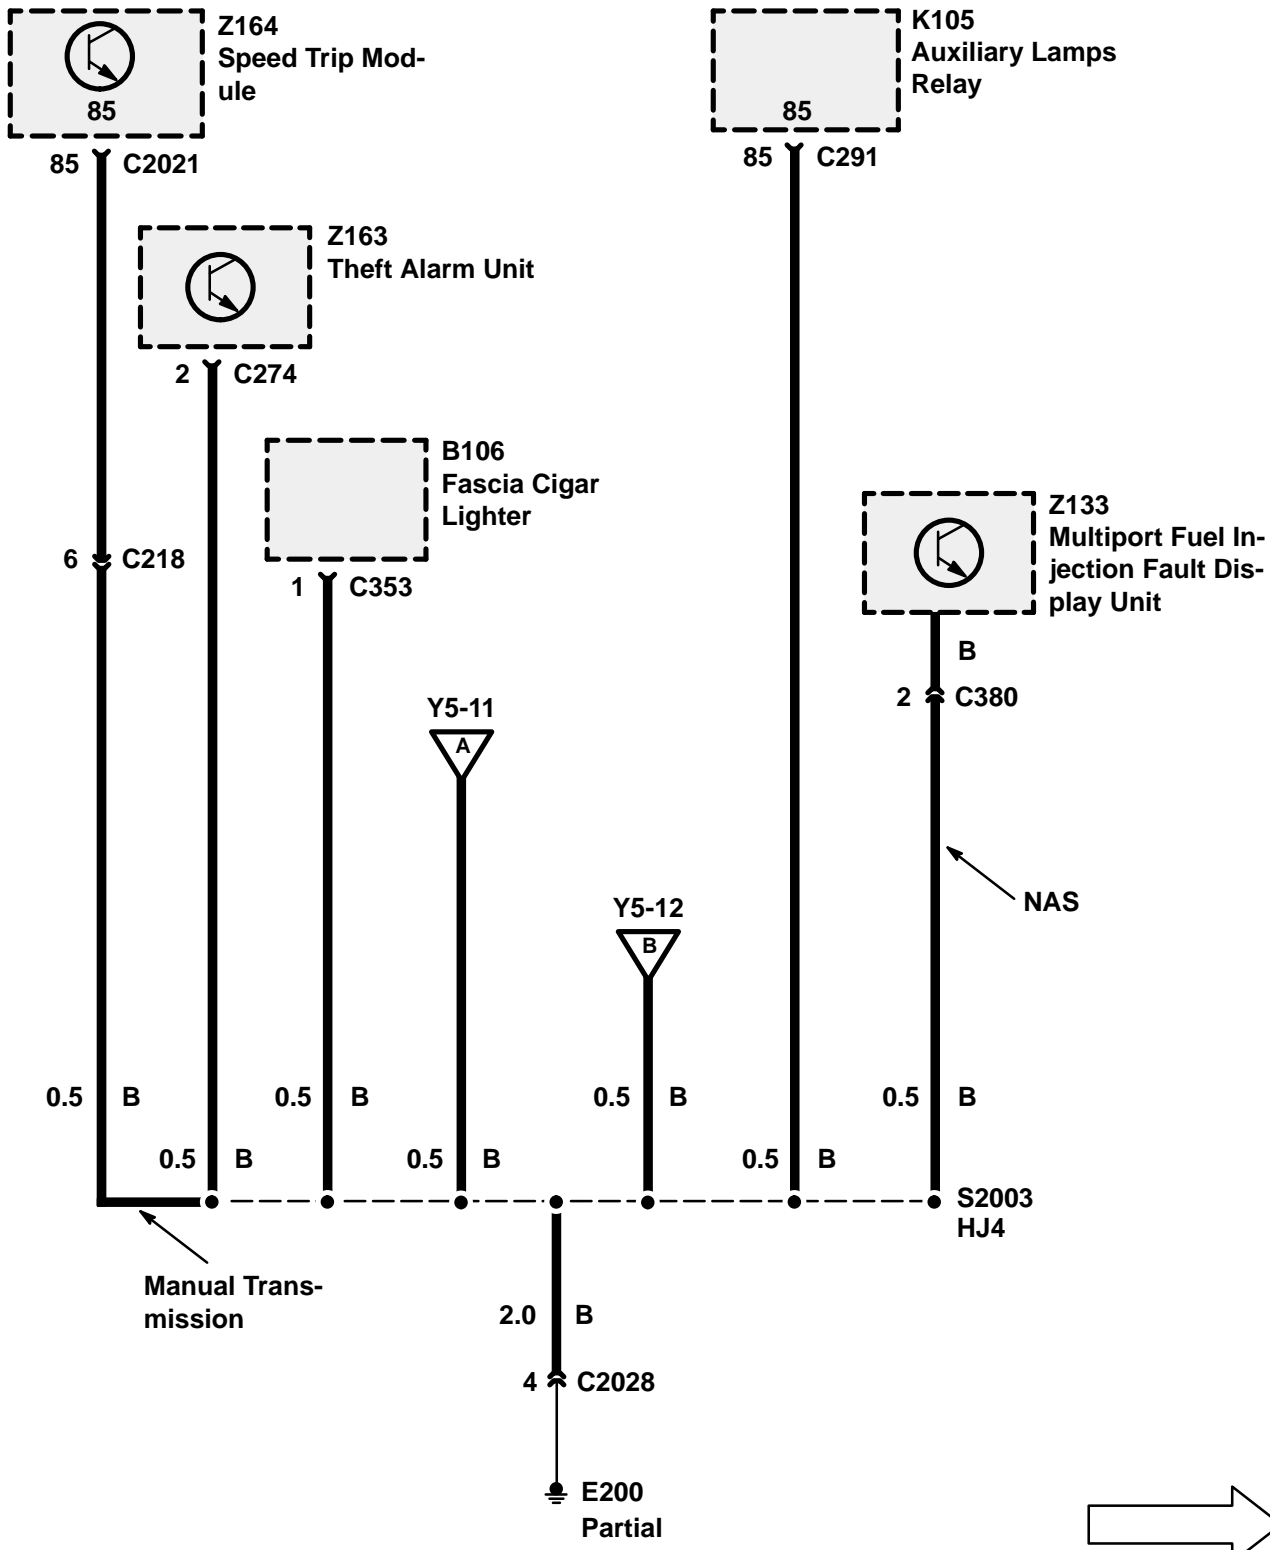 Z164
Speed Trip Mod-
ule
85
85 C2021
K105
Auxiliary Lamps
Relay
85
85 C291
Z163
Theft Alarm Unit
2 C274
B106
Fascia Cigar
Lighter
1 C353
6 C218
Z133
Multiport Fuel In-
jection Fault Dis-
play Unit
B
2 C380
Y5-11
A
NAS
Y5-12
B
0.5 B
0.5 B
0.5 B
0.5 B
0.5 B
0.5 B
0.5 B
S2003
HJ4
Manual Trans-
mission
2.0 B
4 C2028
E200
Partial